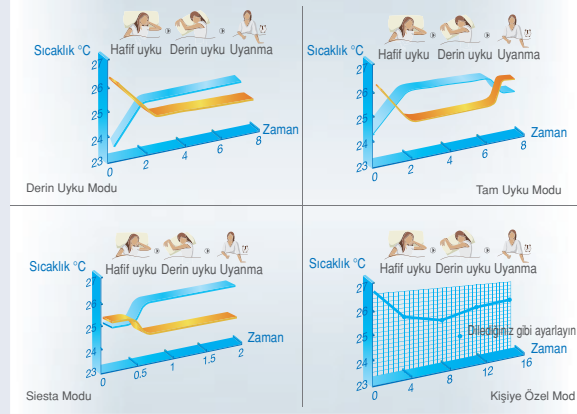 Hafif uyku Derin uyku Uyanma
Sıcaklık °C
27
26
25
24
23
0 2 4 6 8
Zaman
Derin Uyku Modu
Hafif uyku Derin uyku Uyanma
Sıcaklık °C
27
26
25
24
23
0 2 4 6 8
Zaman
Tam Uyku Modu
Hafif uyku Derin uyku Uyanma
Sıcaklık °C
27
26
25
24
23
0 0,5 1 1,5 2
Zaman
Siesta Modu
Hafif uyku Derin uyku Uyanma
Sıcaklık °C
27
26
25
24
23
0 4 8 12 16
Dilediğiniz gibi ayarlayın
Zaman
Kişiye Özel Mod